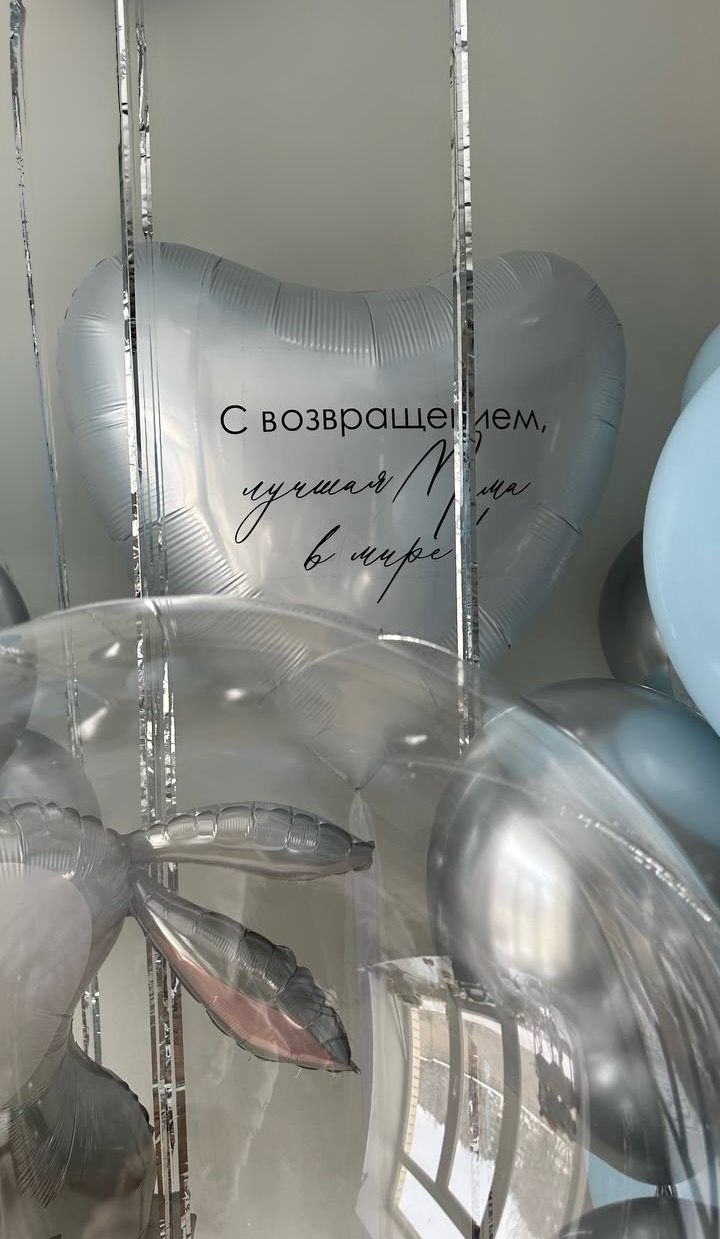 С возвращением,
лучшая Мама
в мире